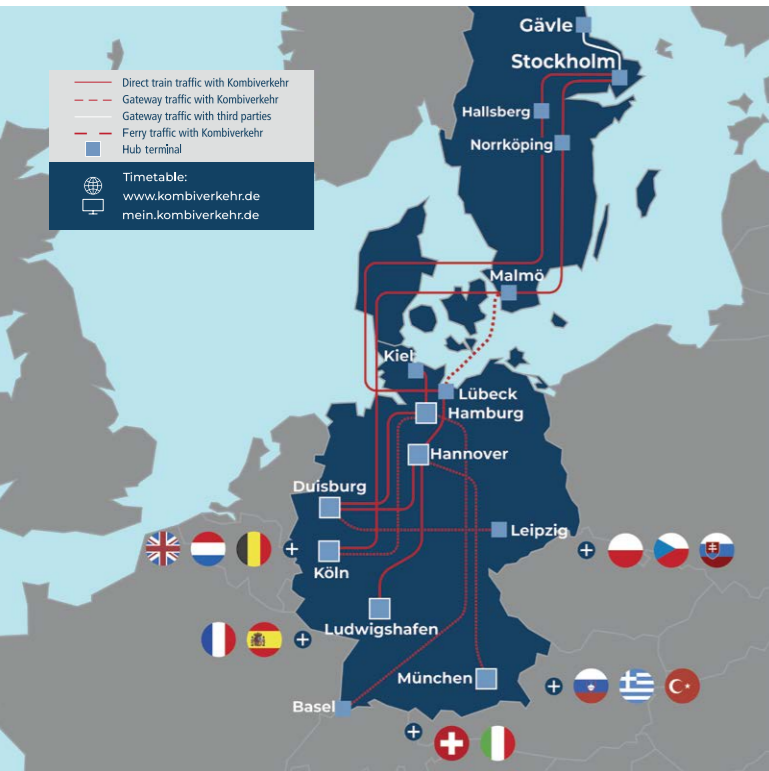 Gävle
Stockholm
Direct train traffic with Kombiverkehr
Gateway traffic with Kombiverkehr
Gateway traffic with third parties
Ferry traffic with Kombiverkehr
Hub terminal
Hallsberg
Norrköping
Timetable:
www.kombiverkehr.de
mein.kombiverkehr.de
Malmö
Kiel
Lübeck
Hamburg
Hannover
Duisburg
Leipzig
Köln
Ludwigshafen
München
Basel